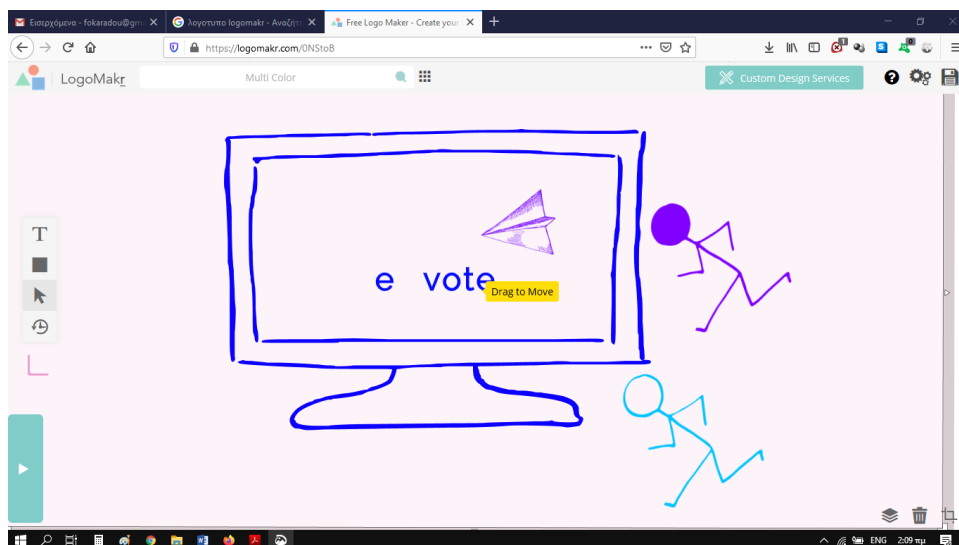 Εισερχόμενα - fokaradou@gm
λογοτυπο logomakr - Αναζήτ
Free Logo Maker - Create your
https://logomakr.com/0NStoB
LogoMakr
Multi Color
Custom Design Services
T
e vote
Drag to Move
ENG 2:09 πμ